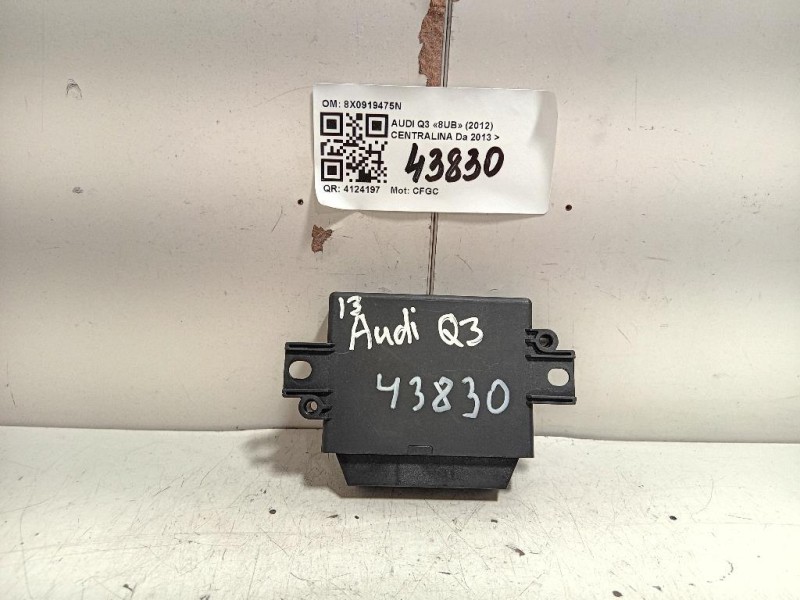 OM: 8X0919475N
AUDI Q3 «8UB» (2012)
CENTRALINA Da 2013 >
43830
QR: 4124197 Mot: CFGC
13
Audi Q3
43830